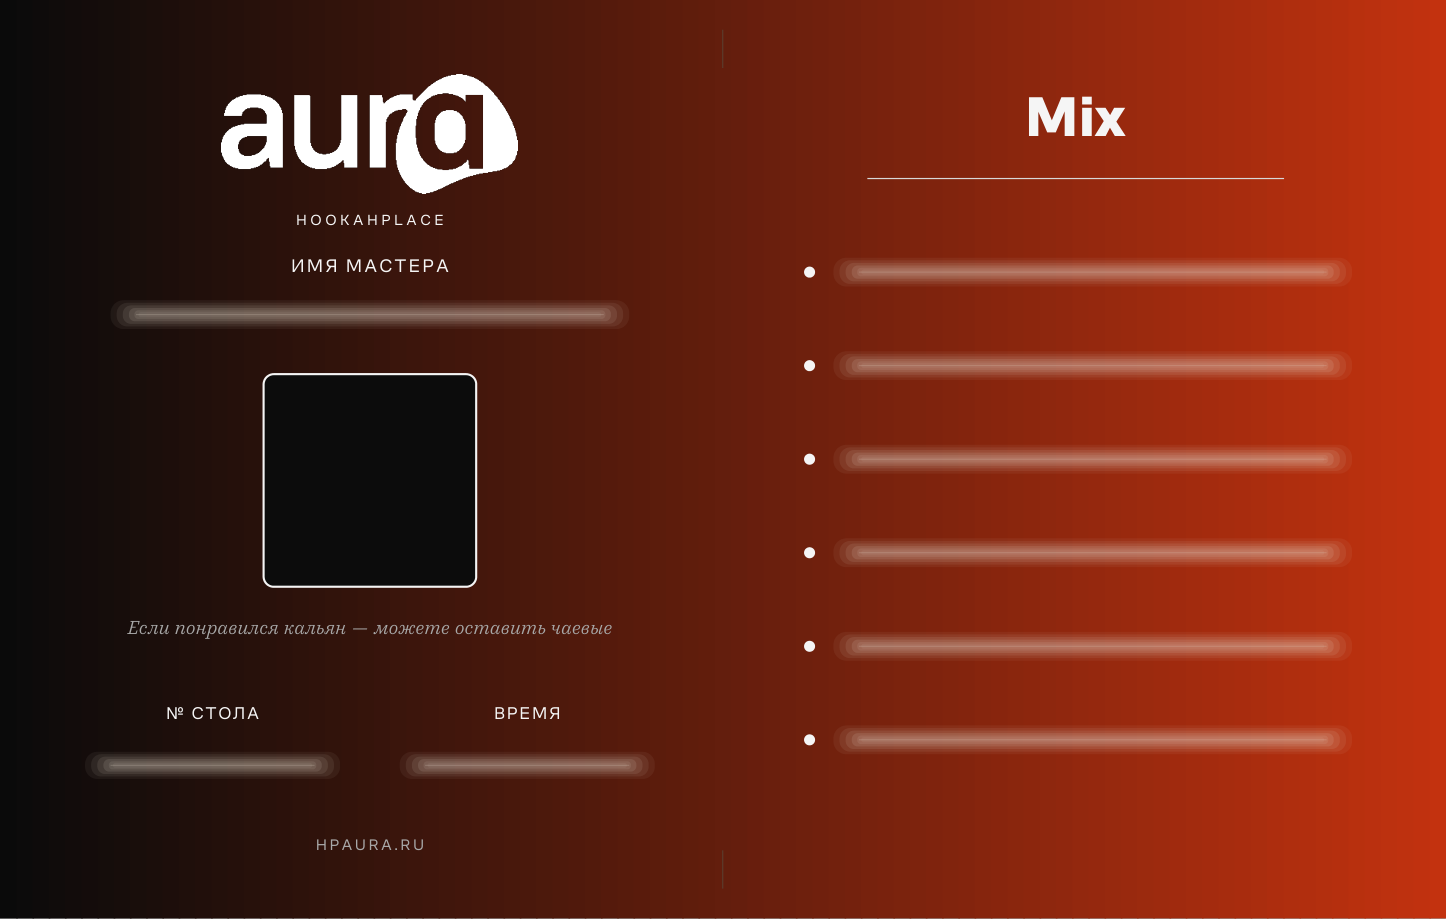 aura
HOOKAHPLACE
ИМЯ МАСТЕРА
Если понравился кальян — можете оставить чаевые
№ СТОЛА
ВРЕМЯ
HPAURA.RU
Mix